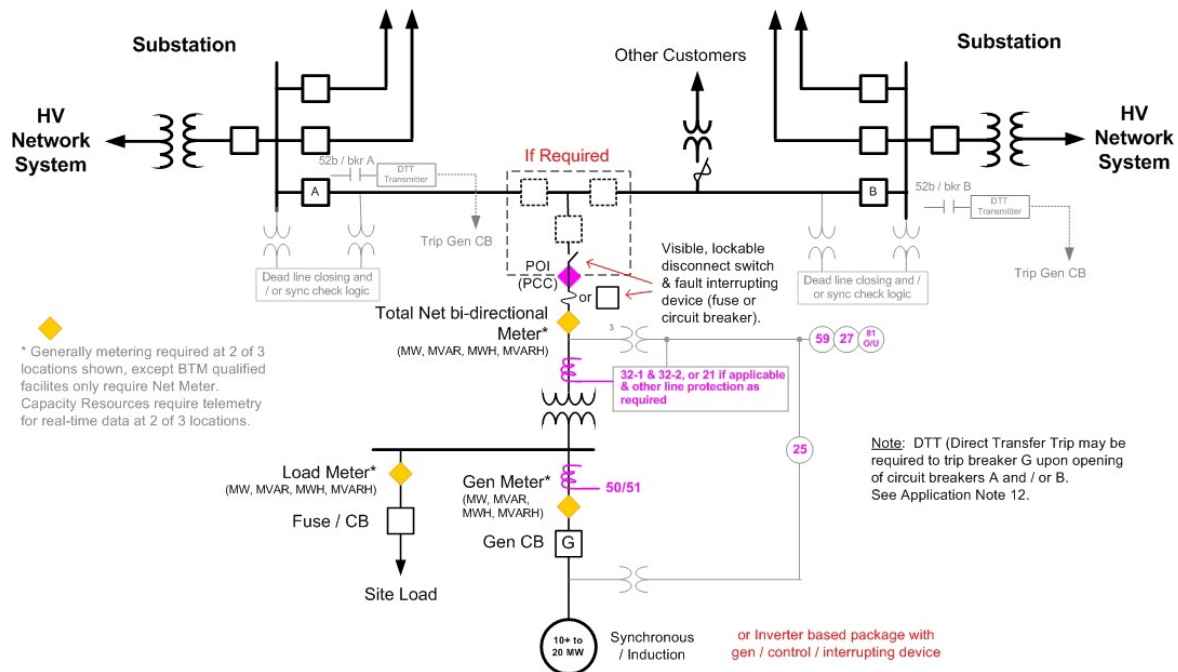 Substation
Substation
Other Customers
HV
Network
System
HV
Network
System
If Required
52b / bkr A
DTT
Transmitter
A
B
52b / bkr B
DTT
Transmitter
Trip Gen CB
Trip Gen CB
Dead line closing and
/ or sync check logic
Dead line closing and /
or sync check logic
POI
(PCC)
or
Visible, lockable
disconnect switch
& fault interrupting
device (fuse or
circuit breaker).
Total Net bi-directional
Meter*
(MW, MVAR, MWH, MVARH)
3
59
27
81
O/U
* Generally metering required at 2 of 3
locations shown, except BTM qualified
facilites only require Net Meter.
Capacity Resources require telemetry
for real-time data at 2 of 3 locations.
32-1 & 32-2, or 21 if applicable
& other line protection as
required
25
Note: DTT (Direct Transfer Trip may be
required to trip breaker G upon opening
of circuit breakers A and / or B.
See Application Note 12.
Load Meter*
(MW, MVAR, MWH, MVARH)
Gen Meter*
(MW, MVAR,
MWH, MVARH)
50/51
Fuse / CB
Gen CB
G
Site Load
10+ to
20 MW
Synchronous
/ Induction
or Inverter based package with
gen / control / interrupting device